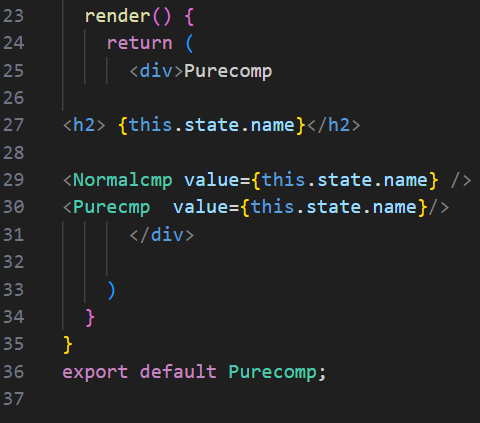 23 render() {
24 return (
25 <div>Purecomp
26
27 <h2> {this.state.name}</h2>
28
29 <Normalcmp value={this.state.name} />
30 <Purecmp  value={this.state.name}/>
31 </div>
32
33 )
34 }
35 }
36 export default Purecomp;
37